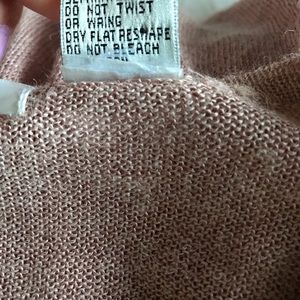 DO NOT TWIST
OR WRING
DRY FLAT RESHAPE
DO NOT BLEACH